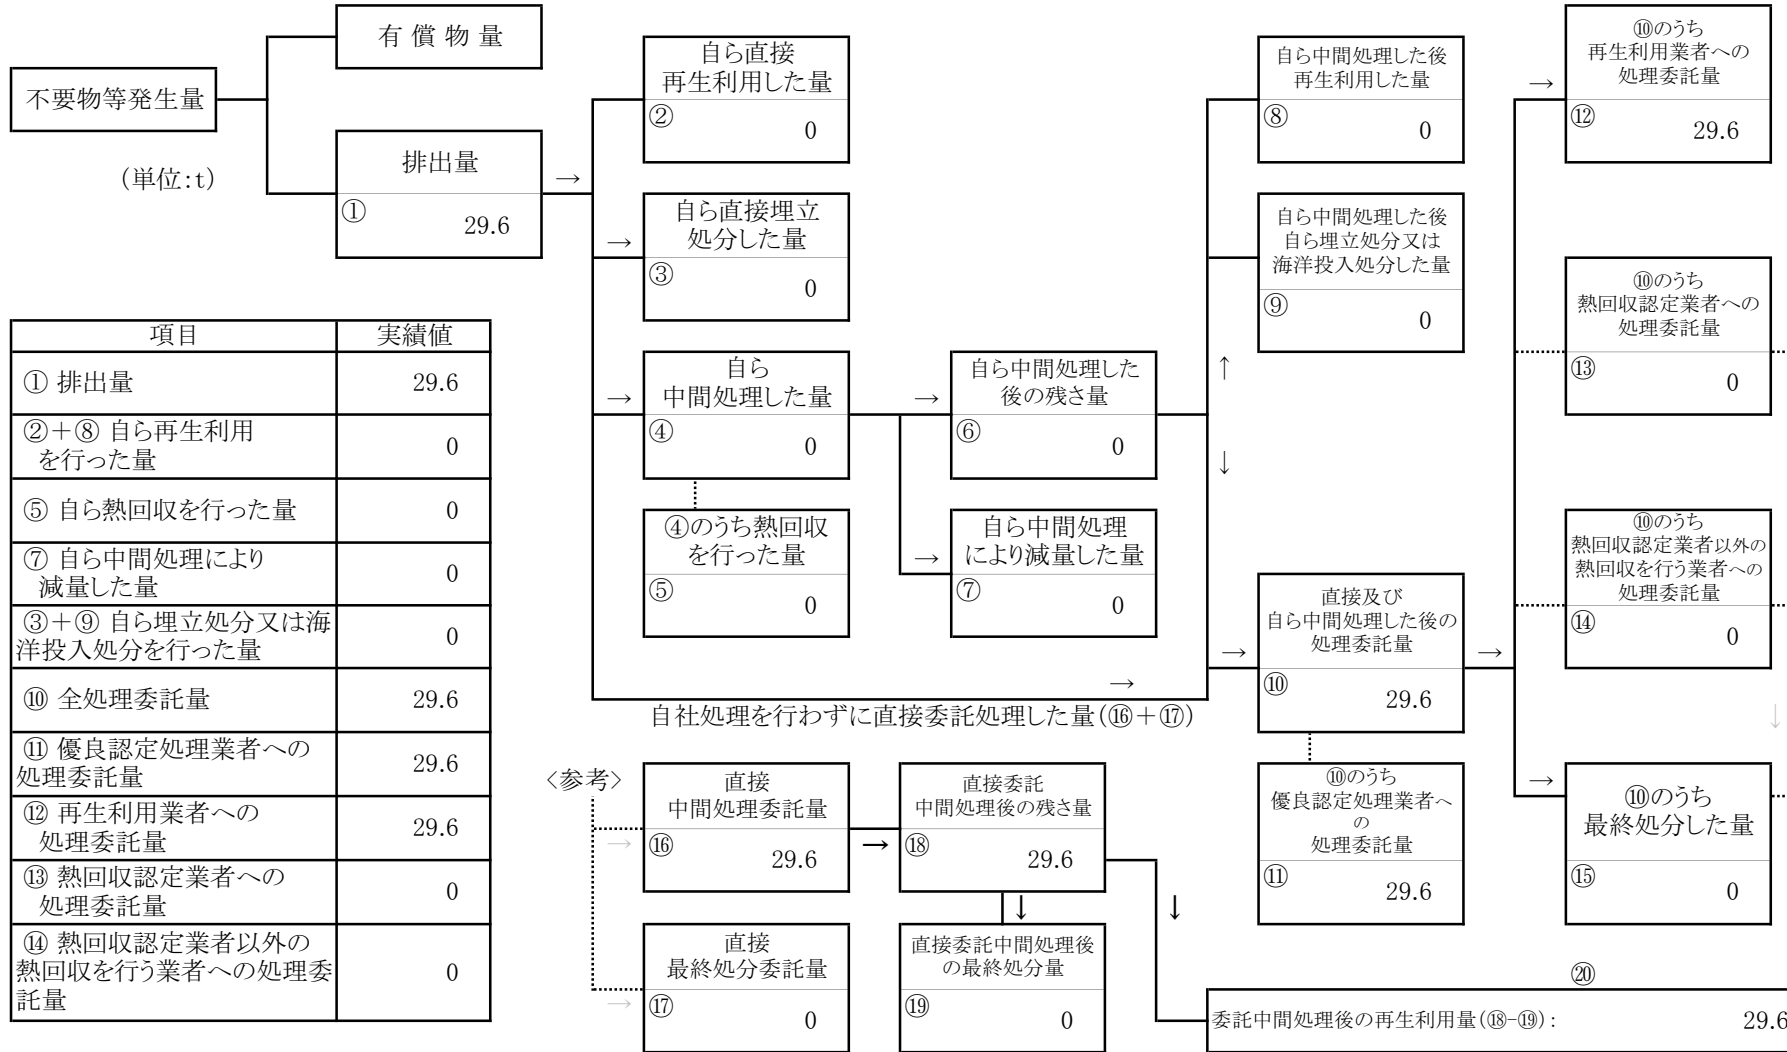 不要物等発生量
有 償 物 量
排出量
①
29.6
(単位:t)
→
自ら直接
再生利用した量
②
0
→
自ら直接埋立
処分した量
③
0
→
自ら
中間処理した量
④
0
④のうち熱回収
を行った量
⑤
0
→
自ら中間処理した
後の残さ量
⑥
0
→
自ら中間処理
により減量した量
⑦
0
自ら中間処理した後
再生利用した量
⑧
0
自ら中間処理した後
自ら埋立処分又は
海洋投入処分した量
⑨
0
↑
↓
→
直接及び
自ら中間処理した後の
処理委託量
⑩
29.6
→
⑩のうち
優良認定処理業者へ
の
処理委託量
⑪
29.6
→
⑩のうち
再生利用業者への
処理委託量
⑫
29.6
⑩のうち
熱回収認定業者への
処理委託量
⑬
0
⑩のうち
熱回収認定業者以外の
熱回収を行う業者への
処理委託量
⑭
0
↓
→
⑩のうち
最終処分した量
⑮
0
→
自社処理を行わずに直接委託処理した量(⑯+⑰)
<参考>
→
直接
中間処理委託量
⑯
29.6
→
直接委託
中間処理後の残さ量
⑱
29.6
→
直接
最終処分委託量
⑰
0
↓
直接委託中間処理後
の最終処分量
⑲
0
↓
⑳
委託中間処理後の再生利用量(⑱-⑲): 29.6
項目 実績値
① 排出量 29.6
②+⑧ 自ら再生利用
を行った量 0
⑤ 自ら熱回収を行った量 0
⑦ 自ら中間処理により
減量した量 0
③+⑨ 自ら埋立処分又は海
洋投入処分を行った量 0
⑩ 全処理委託量 29.6
⑪ 優良認定処理業者への
処理委託量 29.6
⑫ 再生利用業者への
処理委託量 29.6
⑬ 熱回収認定業者への
処理委託量 0
⑭ 熱回収認定業者以外の
熱回収を行う業者への処理委
託量 0